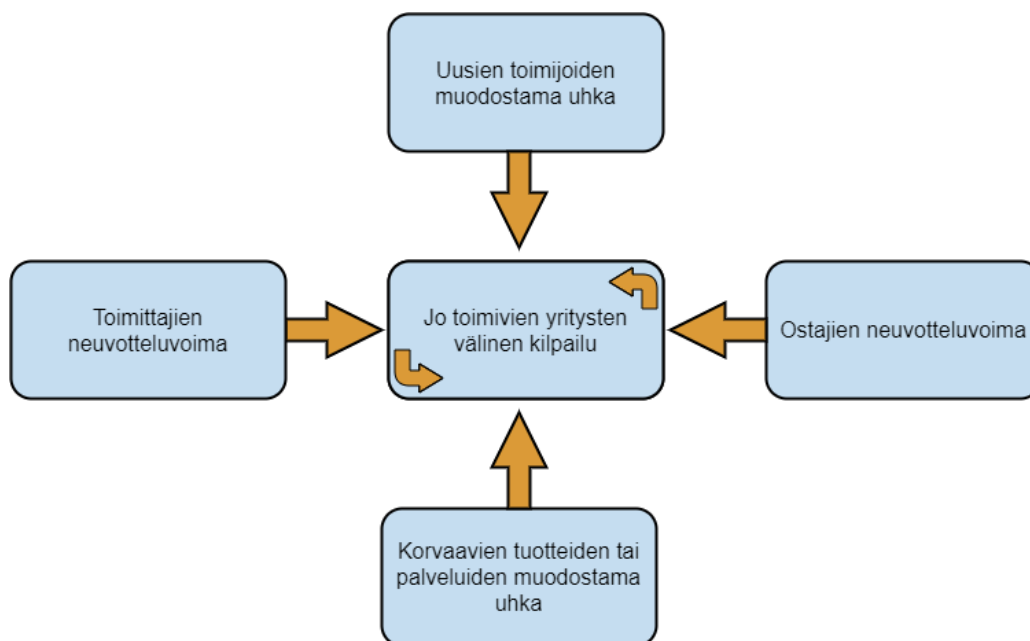 Uusien toimijoiden
muodostama uhka
Toimittajien
neuvotteluvoima
Jo toimivien yritysten
välinen kilpailu
Ostajien neuvotteluvoima
Korvaavien tuotteiden tai
palveluiden muodostama
uhka